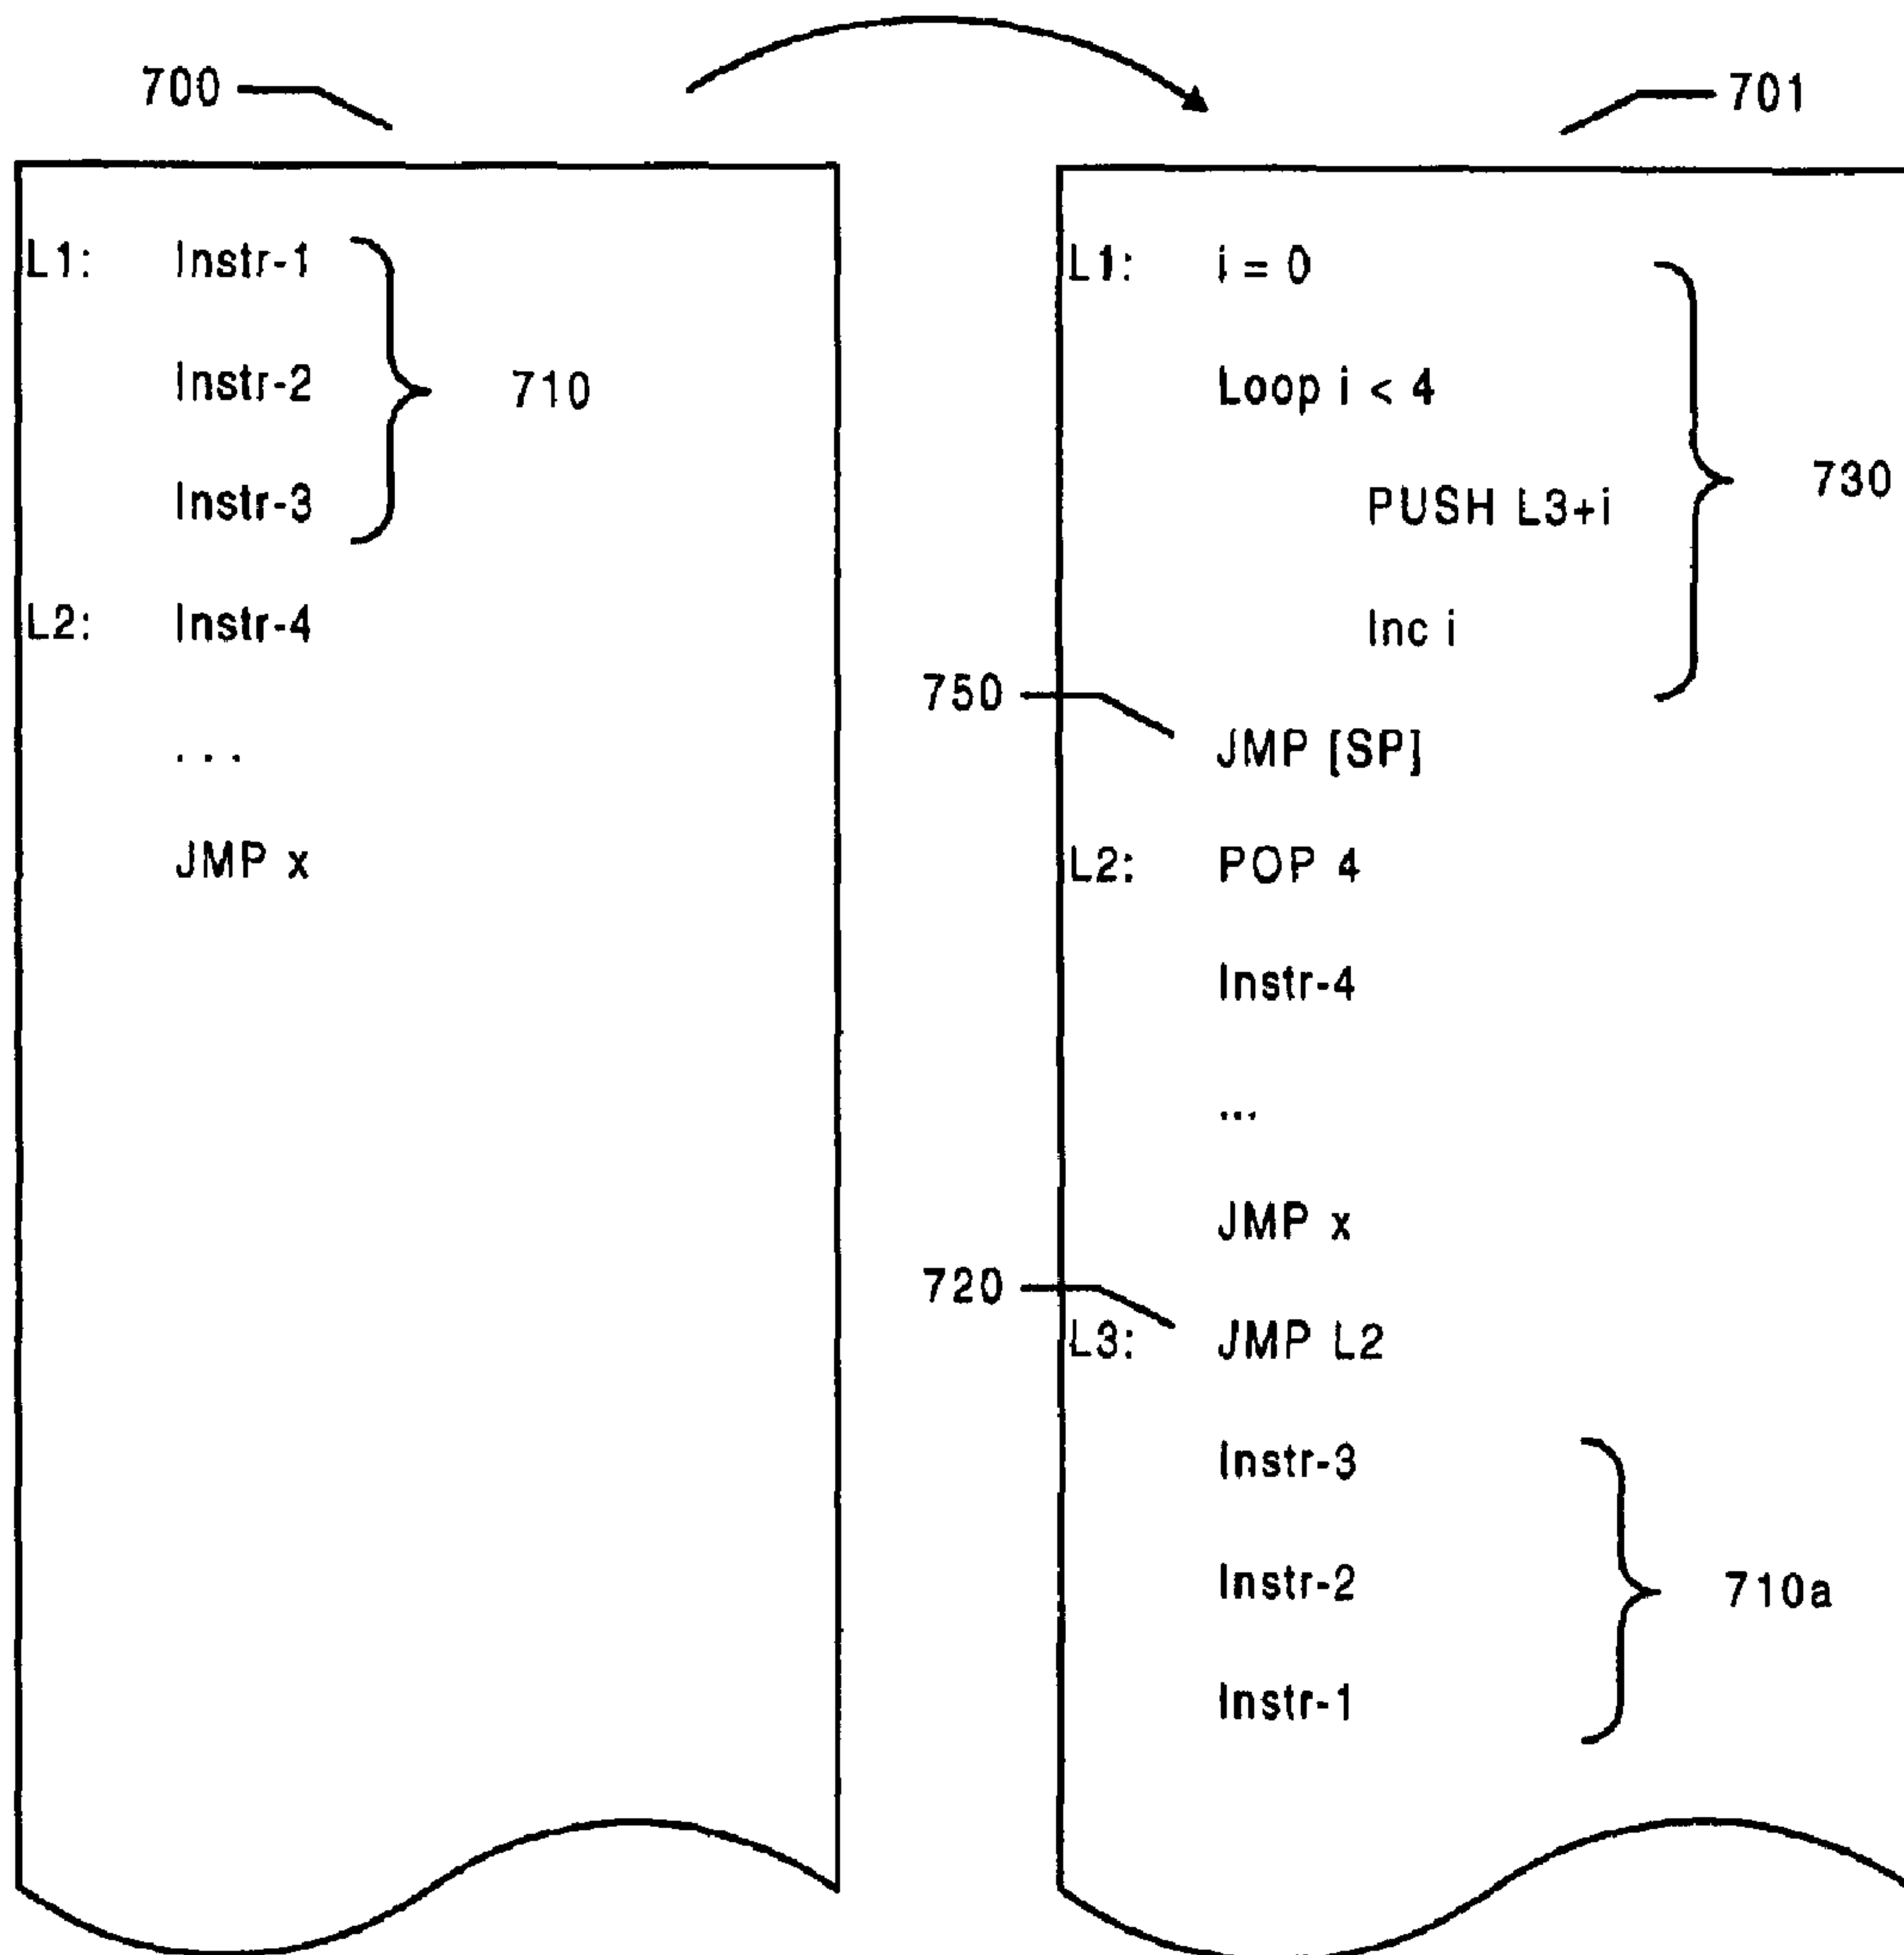 700
L1: Instr-1
Instr-2
Instr-3
710
L2: Instr-4
. . .
JMP x
701
L1: i = 0
Loop i < 4
PUSH L3+i
Inc i
730
750
JMP [SP]
L2: POP 4
Instr-4
...
JMP x
720
L3: JMP L2
Instr-3
Instr-2
Instr-1
710a